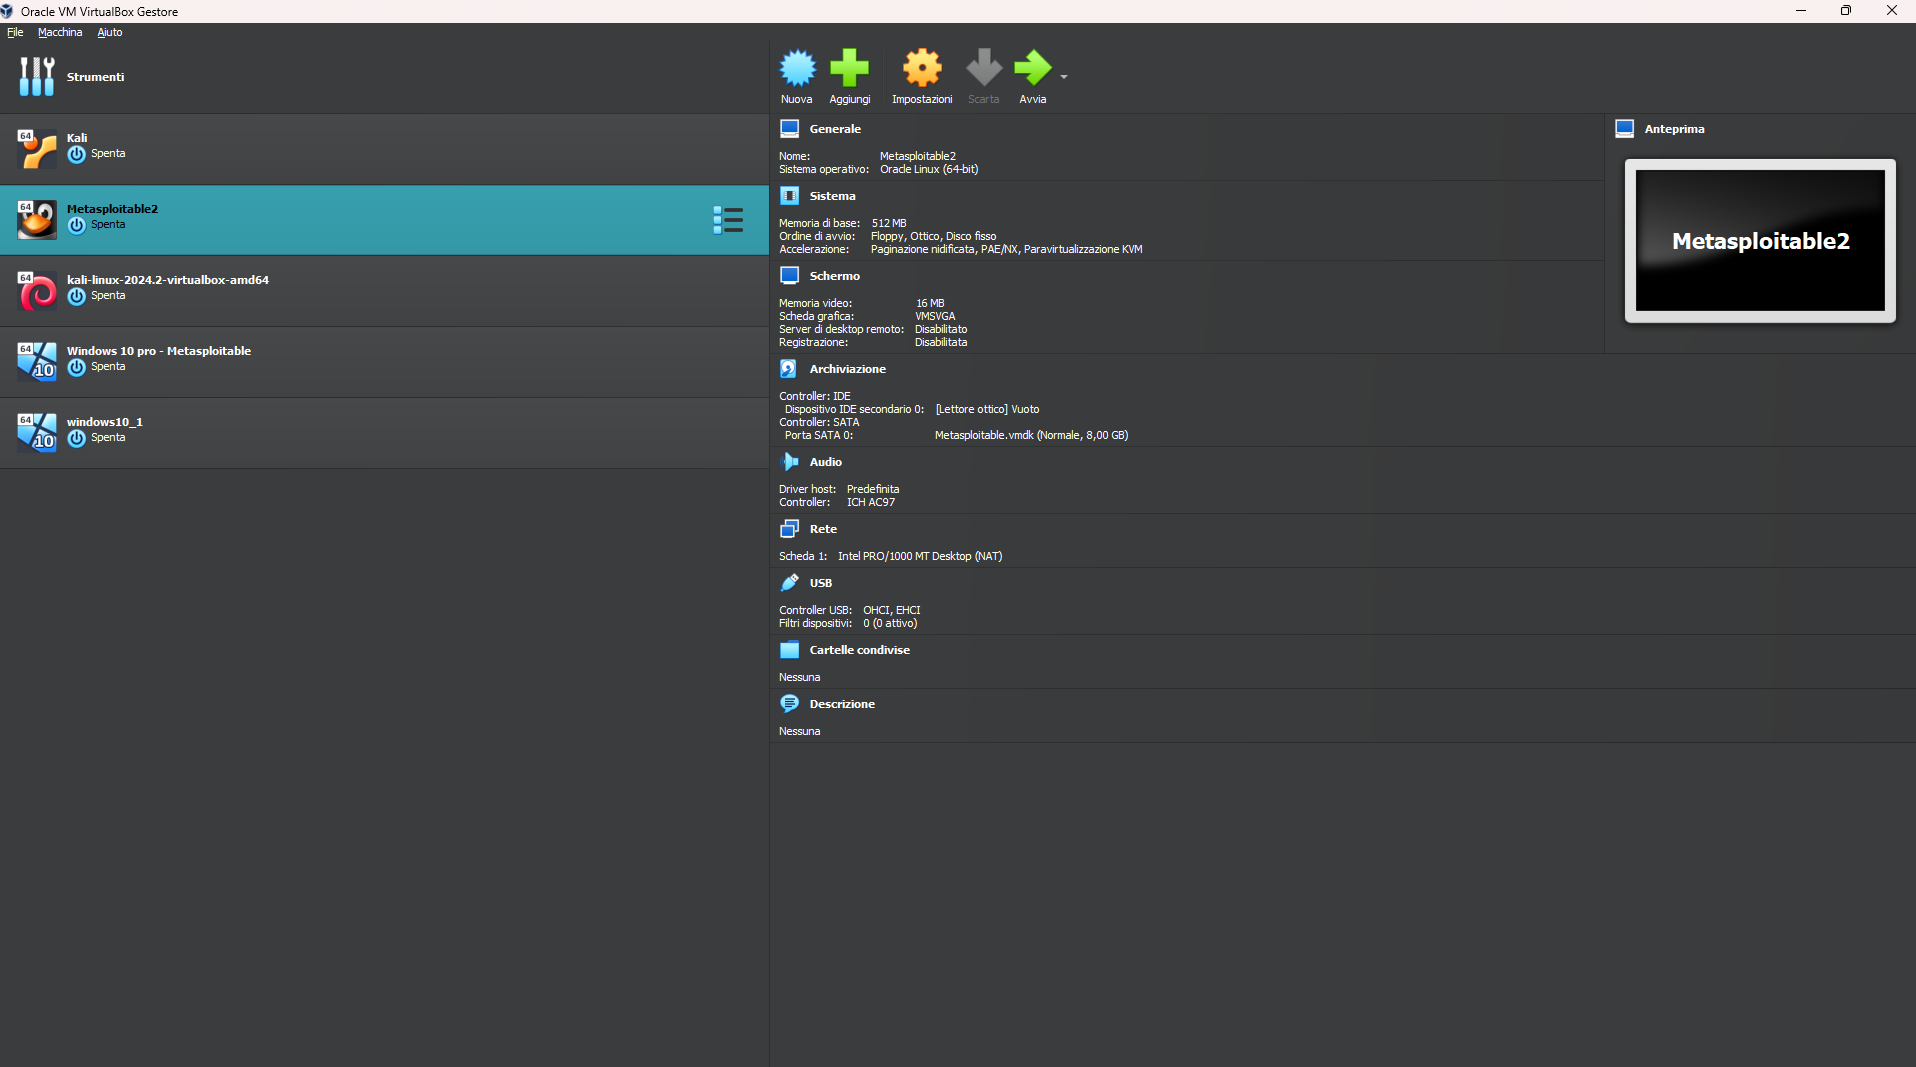 Oracle VM VirtualBox Gestore
File Macchina Aiuto
Strumenti
64 Kali
Spenta
64 Metasploitable2
Spenta
64 kali-linux-2024.2-virtualbox-amd64
Spenta
64 10 Windows 10 pro - Metasploitable
Spenta
64 10 windows10_1
Spenta
Nuova Aggiungi Impostazioni Scarta Avvia
Generale
Nome: Metasploitable2
Sistema operativo: Oracle Linux (64-bit)
Sistema
Memoria di base: 512 MB
Ordine di avvio: Floppy, Ottico, Disco fisso
Accelerazione: Paginazione nidificata, PAE/NX, Paravirtualizzazione KVM
Schermo
Memoria video: 16 MB
Scheda grafica: VMSVGA
Server di desktop remoto: Disabilitato
Registrazione: Disabilitata
Archiviazione
Controller: IDE
Dispositivo IDE secondario 0: [Lettore ottico] Vuoto
Controller: SATA
Porta SATA 0: Metasploitable.vmdk (Normale, 8,00 GB)
Audio
Driver host: Predefinita
Controller: ICH AC97
Rete
Scheda 1: Intel PRO/1000 MT Desktop (NAT)
USB
Controller USB: OHCI, EHCI
Filtri dispositivi: 0 (0 attivo)
Cartelle condivise
Nessuna
Descrizione
Nessuna
Anteprima
Metasploitable2